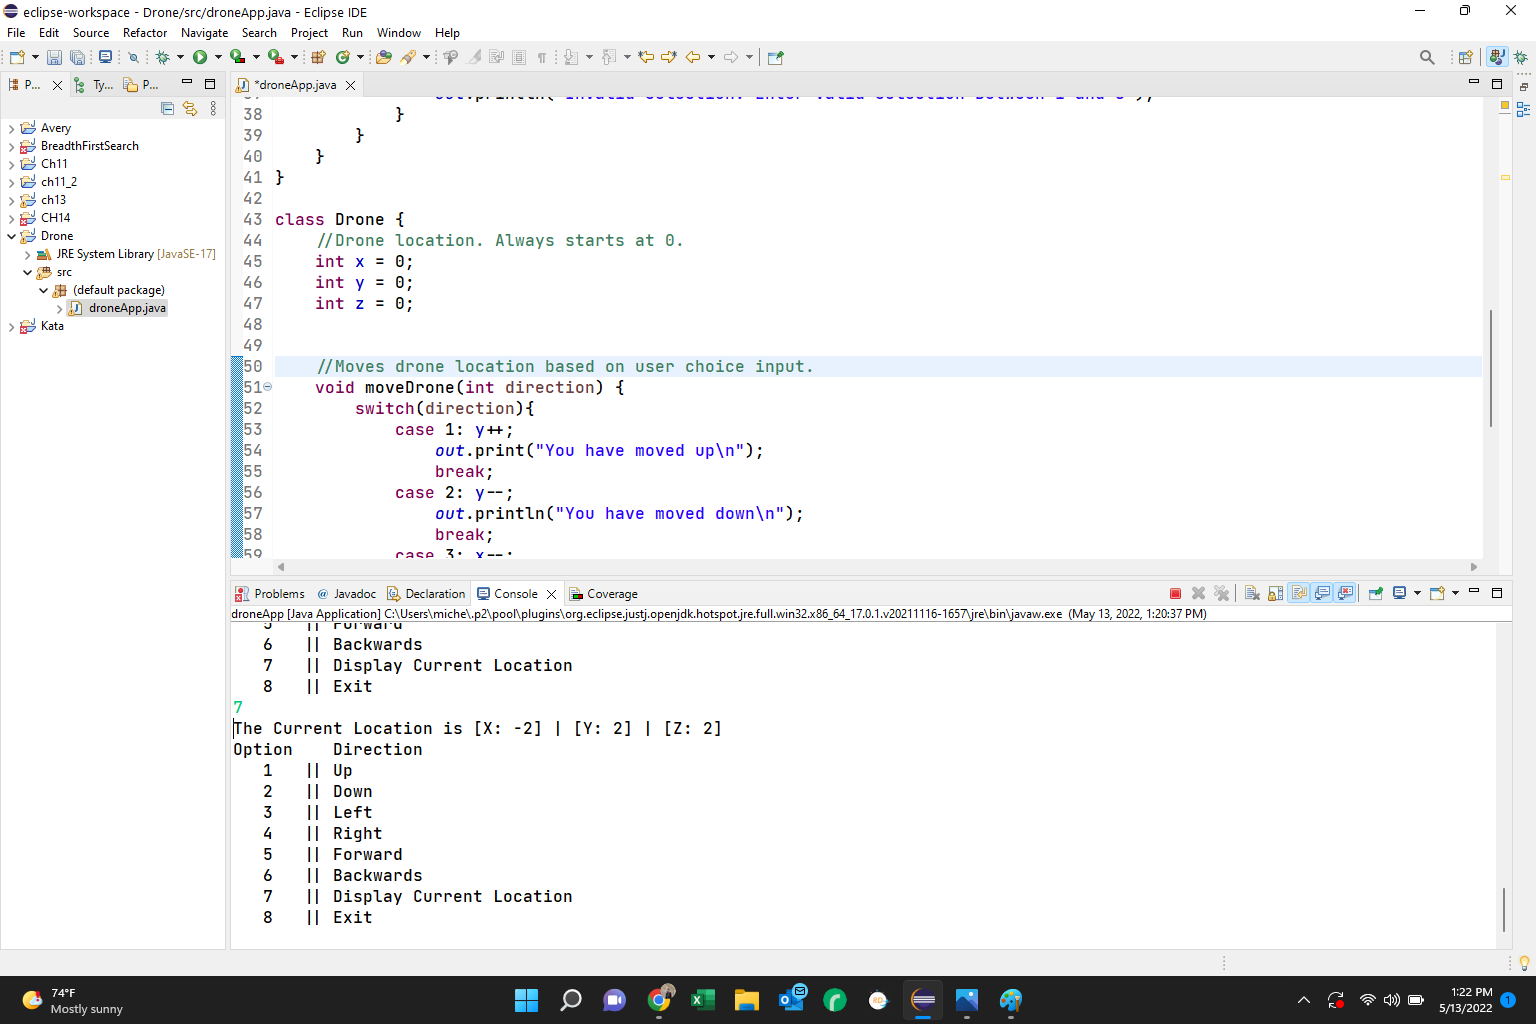 eclipse-workspace - Drone/src/droneApp.java - Eclipse IDE
File Edit Source Refactor Navigate Search Project Run Window Help
P... Ty... P...
*droneApp.java
Avery
BreadthFirstSearch
Ch11
ch11_2
ch13
CH14
Drone
JRE System Library [JavaSE-17]
src
(default package)
droneApp.java
Kata
38 }
39 }
40 }
41 }
42
43 class Drone {
44 //Drone location. Always starts at 0.
45 int x = 0;
46 int y = 0;
47 int z = 0;
48
49
50 //Moves drone location based on user choice input.
51 void moveDrone(int direction) {
52 switch(direction){
53 case 1: y++;
54 out.print("You have moved up\n");
55 break;
56 case 2: y--;
57 out.println("You have moved down\n");
58 break;
59 case 3: x--;
Problems @ Javadoc Declaration Console Coverage
droneApp [Java Application] C:\Users\miche\.p2\pool\plugins\org.eclipse.justj.openjdk.hotspot.jre.full.win32.x86_64_17.0.1.v20211116-1657\jre\bin\javaw.exe (May 13, 2022, 1:20:37 PM)
5 || Forward
6 || Backwards
7 || Display Current Location
8 || Exit
7
The Current Location is [X: -2] | [Y: 2] | [Z: 2]
Option Direction
1 || Up
2 || Down
3 || Left
4 || Right
5 || Forward
6 || Backwards
7 || Display Current Location
8 || Exit
74°F
Mostly sunny
1:22 PM
5/13/2022
1